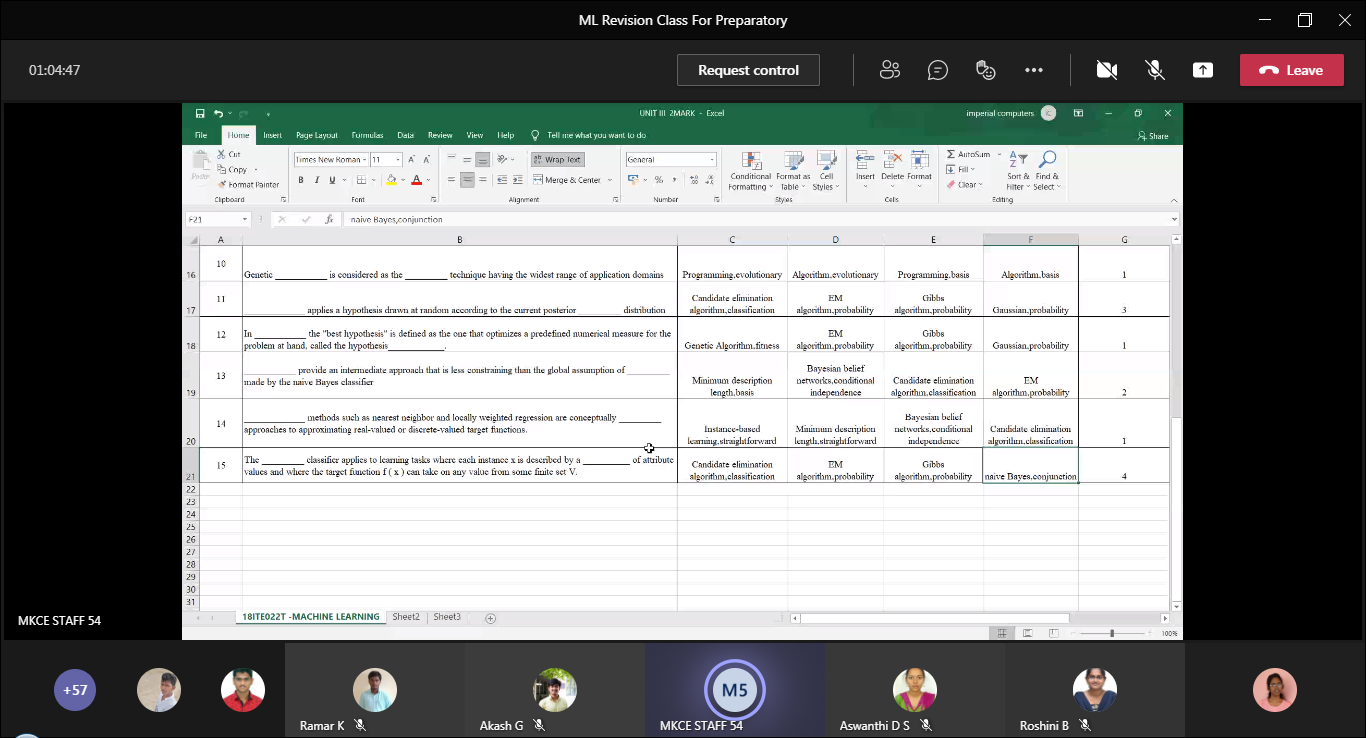 ML Revision Class For Preparatory
01:04:47
Request control
Leave
UNIT III 2MARK - Excel
imperial computers
IC
File Home Insert Page Layout Formulas Data Review View Help Tell me what you want to do
Share
Paste
Cut
Copy
Format Painter
Clipboard
Times New Roman 11
B I U
Font
Wrap Text
Merge & Center
Alignment
General
Number
Conditional Formatting
Format as Table
Cell Styles
Styles
Insert Delete Format
Cells
AutoSum
Fill
Clear
Sort & Filter
Find & Select
Editing
F21
fx
naive Bayes,conjunction
A B C D E F G
16
10
Genetic ____________ is considered as the __________ technique having the widest range of application domains
Programming,evolutionary
Algorithm,evolutionary
Programming,basis
Algorithm,basis
1
17
11
______________ applies a hypothesis drawn at random according to the current posterior __________ distribution
Candidate elimination
algorithm,classification
EM
algorithm,probability
Gibbs
algorithm,probability
Gaussian,probability
3
18
12
In ____________ the "best hypothesis" is defined as the one that optimizes a predefined numerical measure for the
problem at hand, called the hypothesis_____________.
Genetic Algorithm,fitness
EM
algorithm,probability
Gibbs
algorithm,probability
Gaussian,probability
1
19
13
____________ provide an intermediate approach that is less constraining than the global assumption of __________
made by the naive Bayes classifier
Minimum description
length,basis
Bayesian belief
networks,conditional
independence
Candidate elimination
algorithm,classification
EM
algorithm,probability
2
20
14
______________ methods such as nearest neighbor and locally weighted regression are conceptually __________
approaches to approximating real-valued or discrete-valued target functions.
Instance-based
learning,straightforward
Minimum description
length,straightforward
Bayesian belief
networks,conditional
independence
Candidate elimination
algorithm,classification
1
21
15
The __________ classifier applies to learning tasks where each instance x is described by a ___________ of attribute
values and where the target function f ( x ) can take on any value from some finite set V.
Candidate elimination
algorithm,classification
EM
algorithm,probability
Gibbs
algorithm,probability
naive Bayes,conjunction
4
22
23
24
25
26
27
28
29
30
31
18ITE022T -MACHINE LEARNING Sheet2 Sheet3
100%
MKCE STAFF 54
+57
Ramar K
Akash G
M5
MKCE STAFF 54
Aswanthi D S
Roshini B